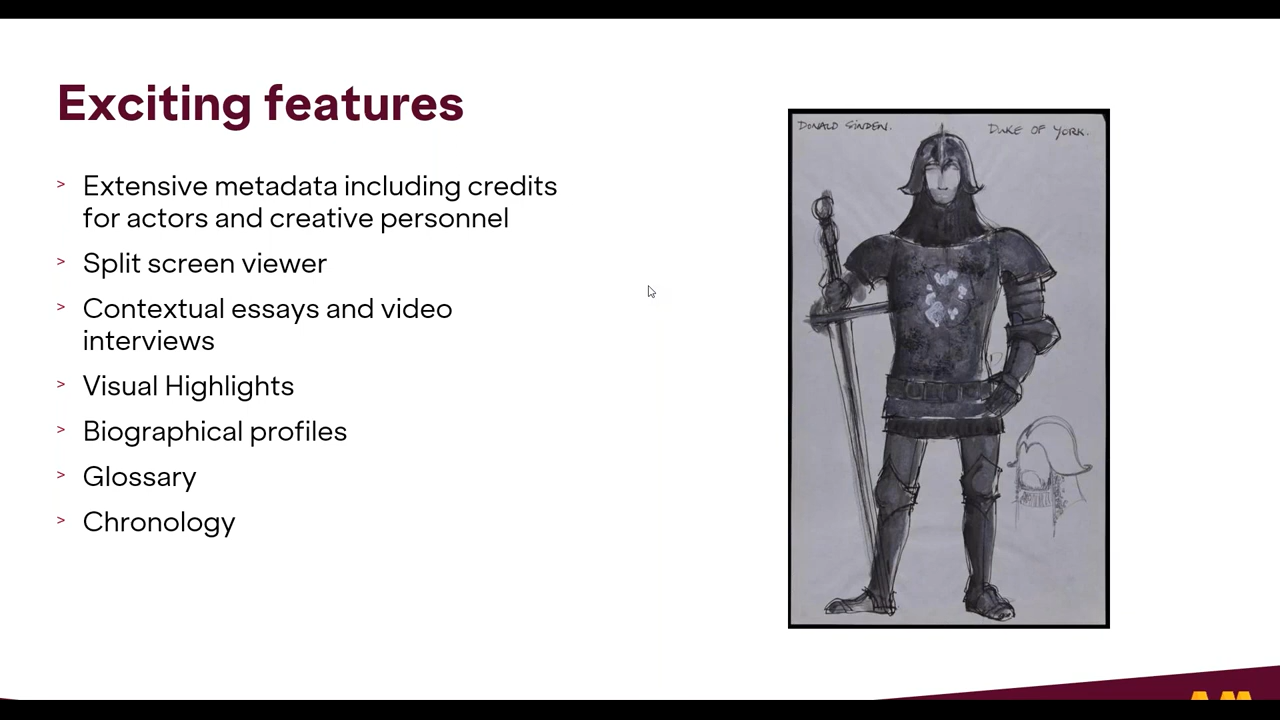 Exciting features
> Extensive metadata including credits
for actors and creative personnel
> Split screen viewer
> Contextual essays and video
interviews
> Visual Highlights
> Biographical profiles
> Glossary
> Chronology
DONALD SINDEN. DUKE OF YORK.